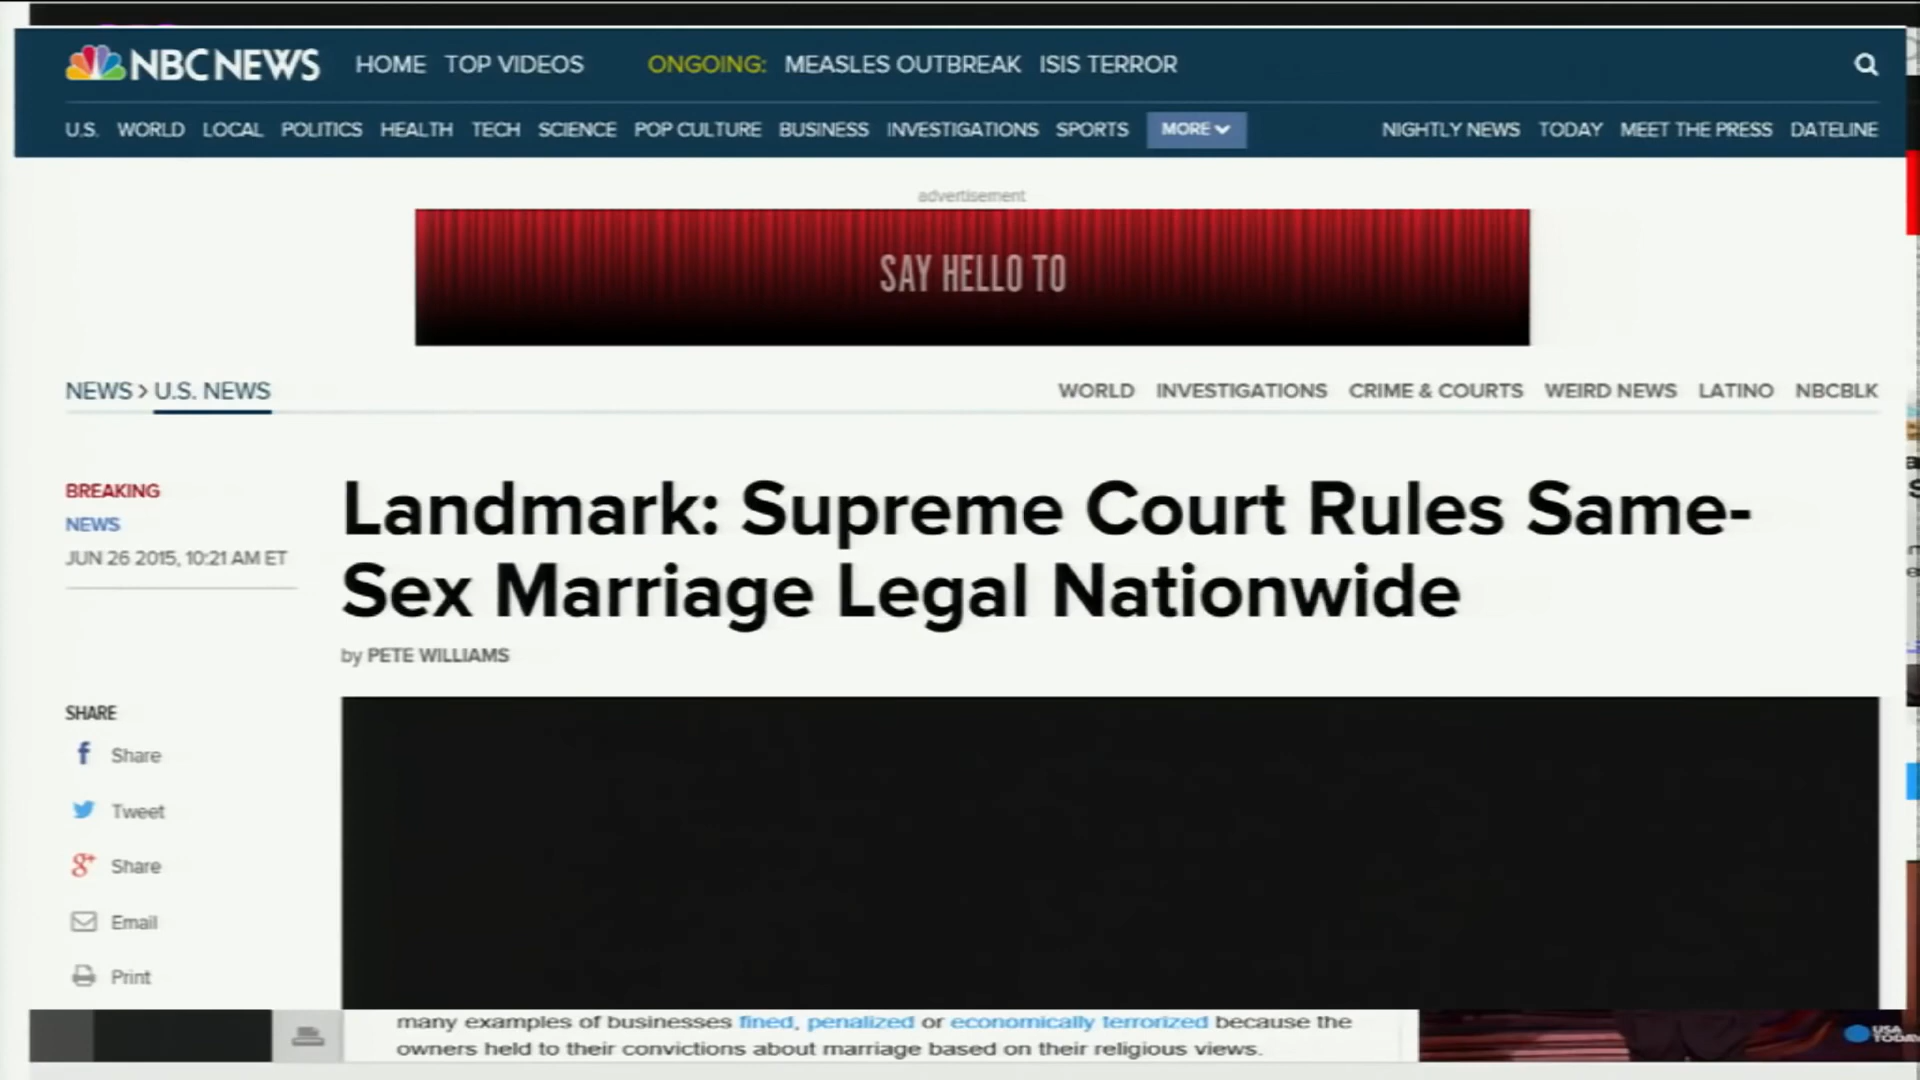 NBC NEWS HOME TOP VIDEOS ONGOING: MEASLES OUTBREAK ISIS TERROR
U.S. WORLD LOCAL POLITICS HEALTH TECH SCIENCE POP CULTURE BUSINESS INVESTIGATIONS SPORTS MORE NIGHTLY NEWS TODAY MEET THE PRESS DATELINE
advertisement
SAY HELLO TO
NEWS > U.S. NEWS WORLD INVESTIGATIONS CRIME & COURTS WEIRD NEWS LATINO NBCBLK
BREAKING
NEWS
JUN 26 2015, 10:21 AM ET
Landmark: Supreme Court Rules Same-
Sex Marriage Legal Nationwide
by PETE WILLIAMS
SHARE
f Share
Tweet
g+ Share
Email
Print
many examples of businesses fined, penalized or economically terrorized because the
owners held to their convictions about marriage based on their religious views.
USA
TODAY